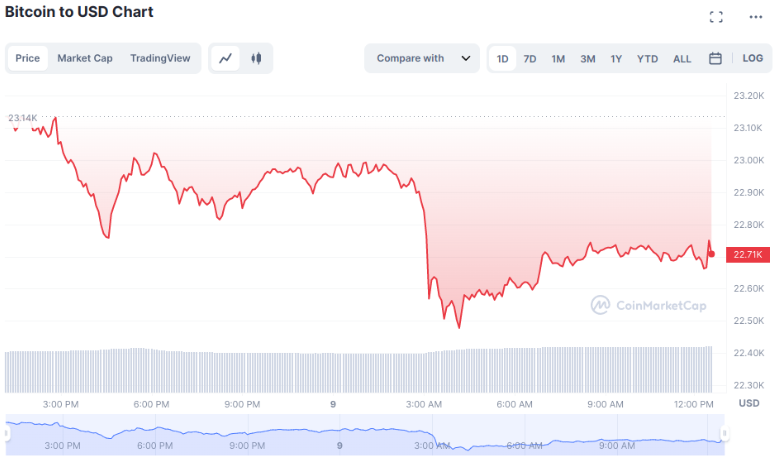 Bitcoin to USD Chart
Price Market Cap TradingView Compare with 1D 7D 1M 3M 1Y YTD ALL LOG
23.20K
23.14K
23.10K
23.00K
22.90K
22.80K
22.71K
22.60K
CoinMarketCap
22.50K
22.40K
22.30K
3:00 PM 6:00 PM 9:00 PM 9 3:00 AM 6:00 AM 9:00 AM 12:00 PM USD
3:00 PM 6:00 PM 9:00 PM 9 3:00 AM 6:00 AM 9:00 AM